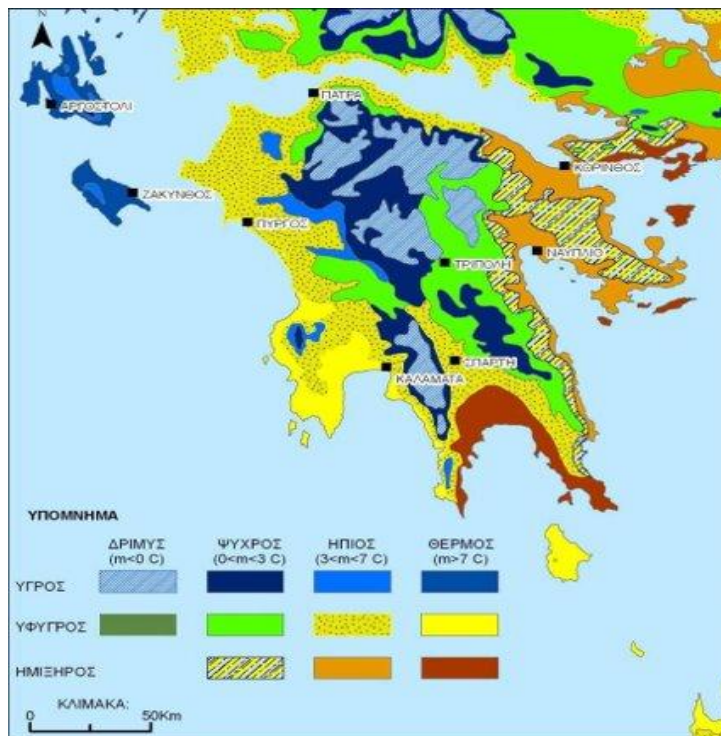 N
ΠΑΤΡΑ
ΑΡΓΟΣΤΟΛΙ
ΚΟΡΙΝΘΟΣ
ΖΑΚΥΝΘΟΣ
ΠΥΡΓΟΣ
ΝΑΥΠΛΙΟ
ΤΡΙΠΟΛΗ
ΣΠΑΡΤΗ
ΚΑΛΑΜΑΤΑ
ΥΠΟΜΝΗΜΑ
ΔΡΙΜΥΣ ΨΥΧΡΟΣ ΗΠΙΟΣ ΘΕΡΜΟΣ
(m<0 C) (0<m<3 C) (3<m<7 C) (m>7 C)
ΥΓΡΟΣ
ΥΦΥΓΡΟΣ
ΗΜΙΞΗΡΟΣ
ΚΛΙΜΑΚΑ:
0 50Km